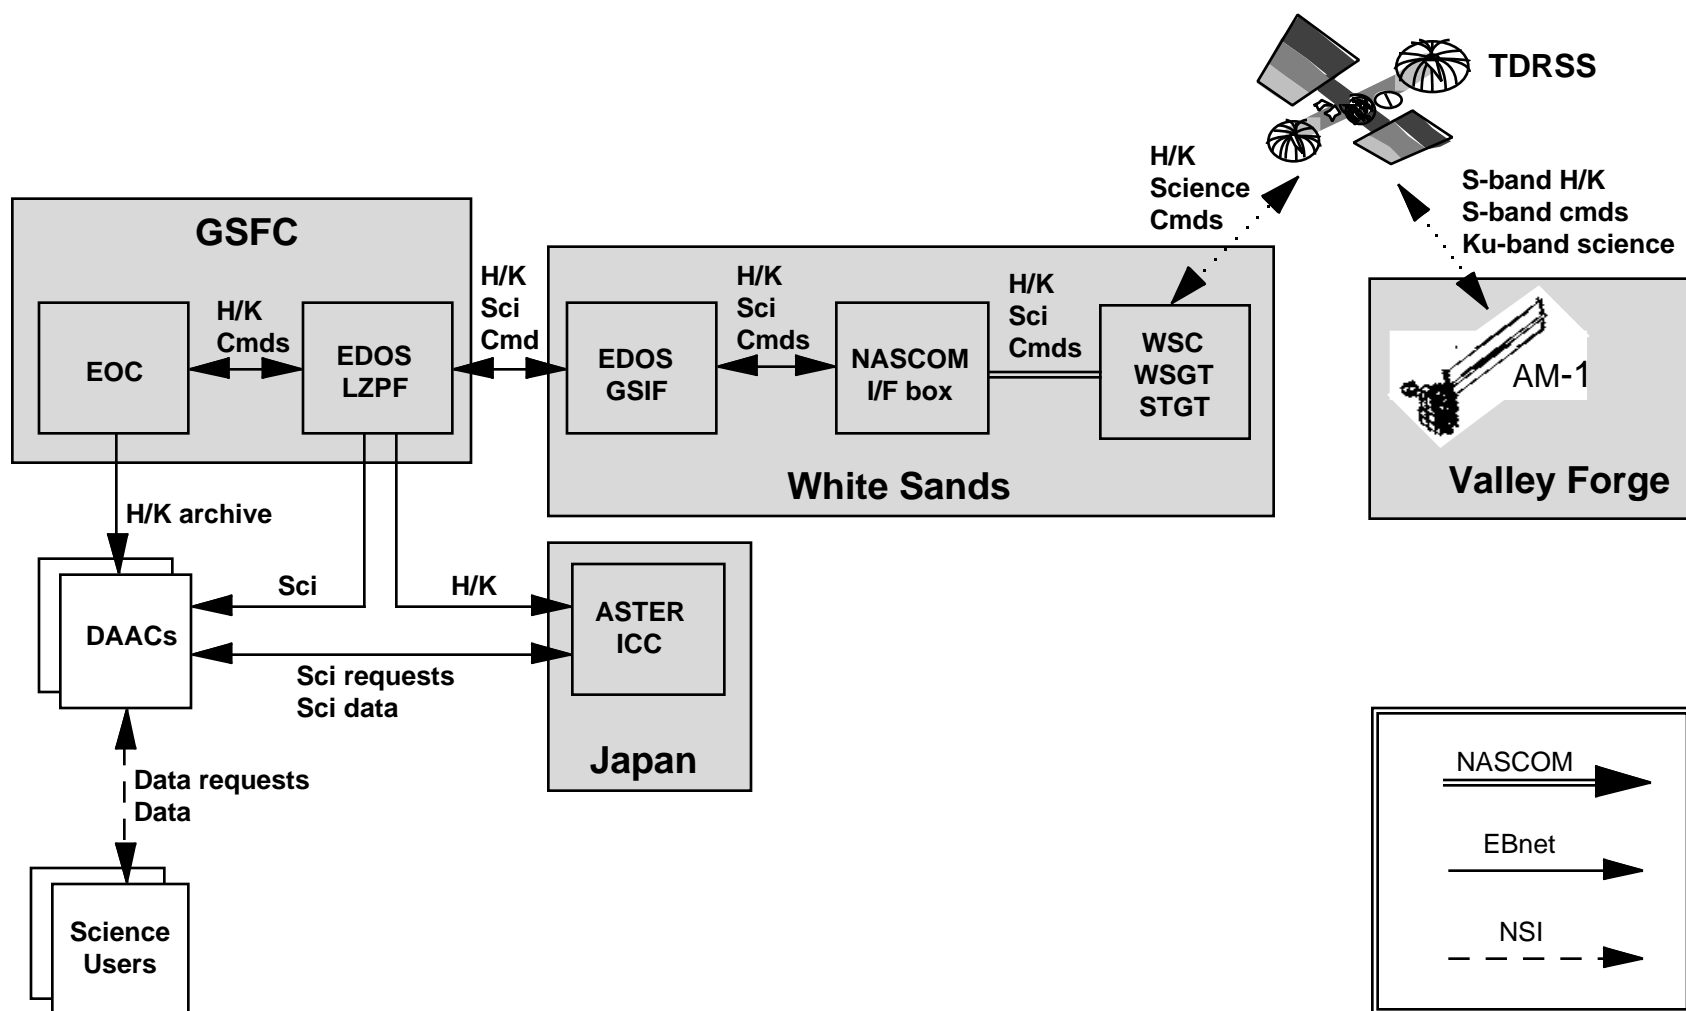 TDRSS
H/K
Science
Cmds
S-band H/K
S-band cmds
Ku-band science
GSFC
H/K
Cmds
EOC
EDOS
LZPF
H/K
Sci
Cmd
H/K
Sci
Cmds
H/K
Sci
Cmds
EDOS
GSIF
NASCOM
I/F box
WSC
WSGT
STGT
White Sands
AM-1
Valley Forge
H/K archive
Sci
H/K
DAACs
ASTER
ICC
Sci requests
Sci data
Japan
Data requests
Data
Science
Users
NASCOM
EBnet
NSI